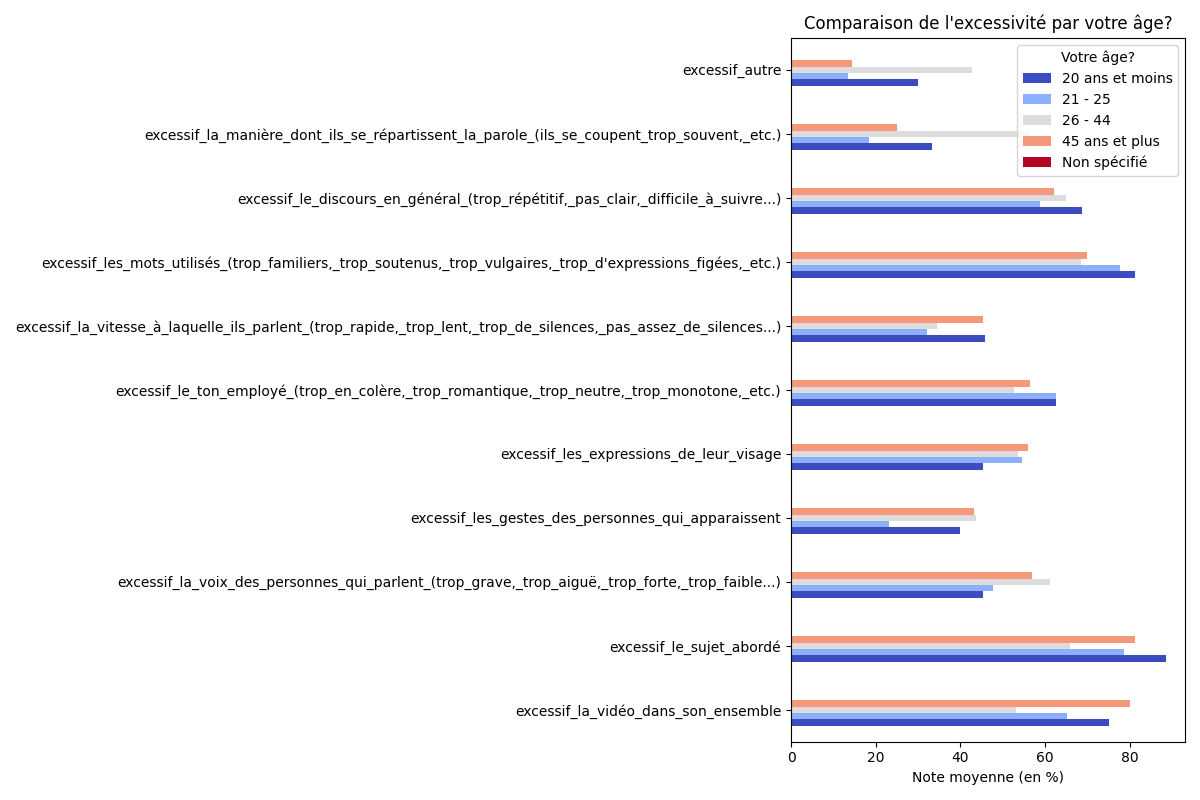 Comparaison de l'excessivité par votre âge?
excessif_autre
excessif_la_manière_dont_ils_se_répartissent_la_parole_(ils_se_coupent_trop_souvent,_etc.)
excessif_le_discours_en_général_(trop_répétitif,_pas_clair,_difficile_à_suivre...)
excessif_les_mots_utilisés_(trop_familiers,_trop_soutenus,_trop_vulgaires,_trop_d'expressions_figées,_etc.)
excessif_la_vitesse_à_laquelle_ils_parlent_(trop_rapide,_trop_lent,_trop_de_silences,_pas_assez_de_silences...)
excessif_le_ton_employé_(trop_en_colère,_trop_romantique,_trop_neutre,_trop_monotone,_etc.)
excessif_les_expressions_de_leur_visage
excessif_les_gestes_des_personnes_qui_apparaissent
excessif_la_voix_des_personnes_qui_parlent_(trop_grave,_trop_aiguë,_trop_forte,_trop_faible...)
excessif_le_sujet_abordé
excessif_la_vidéo_dans_son_ensemble
Votre âge?
20 ans et moins
21 - 25
26 - 44
45 ans et plus
Non spécifié
0 20 40 60 80
Note moyenne (en %)